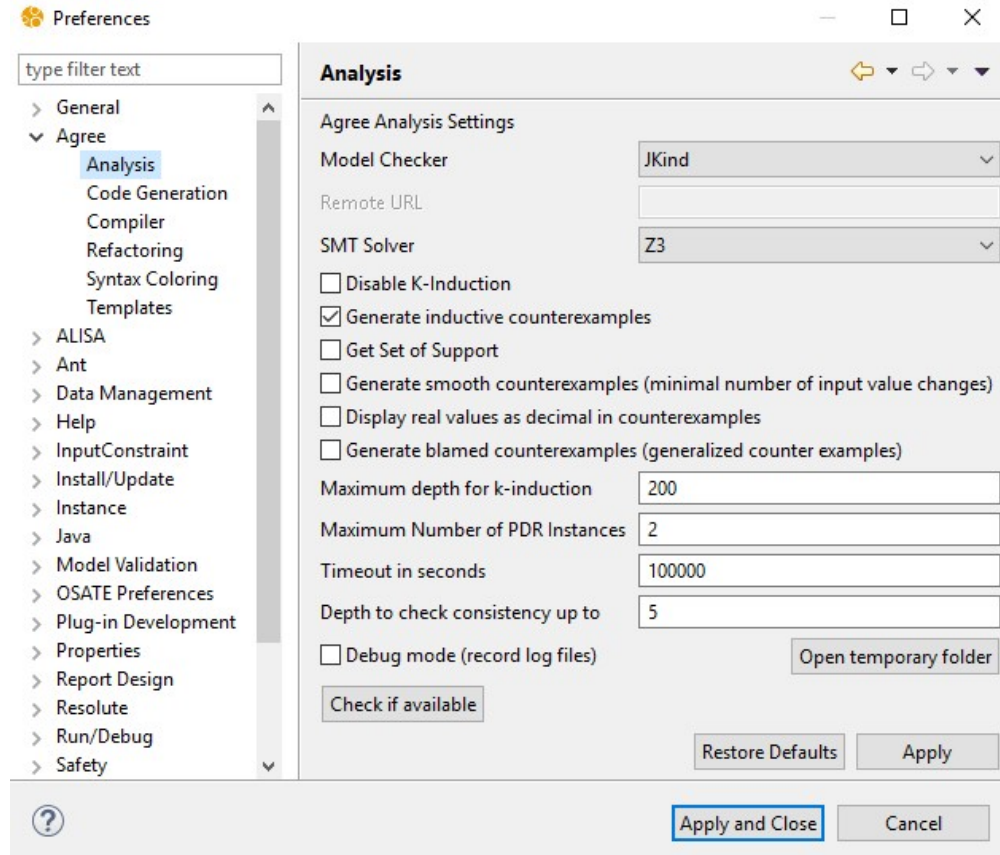 Preferences
type filter text
General
Agree
Analysis
Code Generation
Compiler
Refactoring
Syntax Coloring
Templates
ALISA
Ant
Data Management
Help
InputConstraint
Install/Update
Instance
Java
Model Validation
OSATE Preferences
Plug-in Development
Properties
Report Design
Resolute
Run/Debug
Safety
Analysis
Agree Analysis Settings
Model Checker JKind
Remote URL
SMT Solver Z3
Disable K-Induction
Generate inductive counterexamples
Get Set of Support
Generate smooth counterexamples (minimal number of input value changes)
Display real values as decimal in counterexamples
Generate blamed counterexamples (generalized counter examples)
Maximum depth for k-induction 200
Maximum Number of PDR Instances 2
Timeout in seconds 100000
Depth to check consistency up to 5
Debug mode (record log files) Open temporary folder
Check if available
Restore Defaults Apply
Apply and Close Cancel